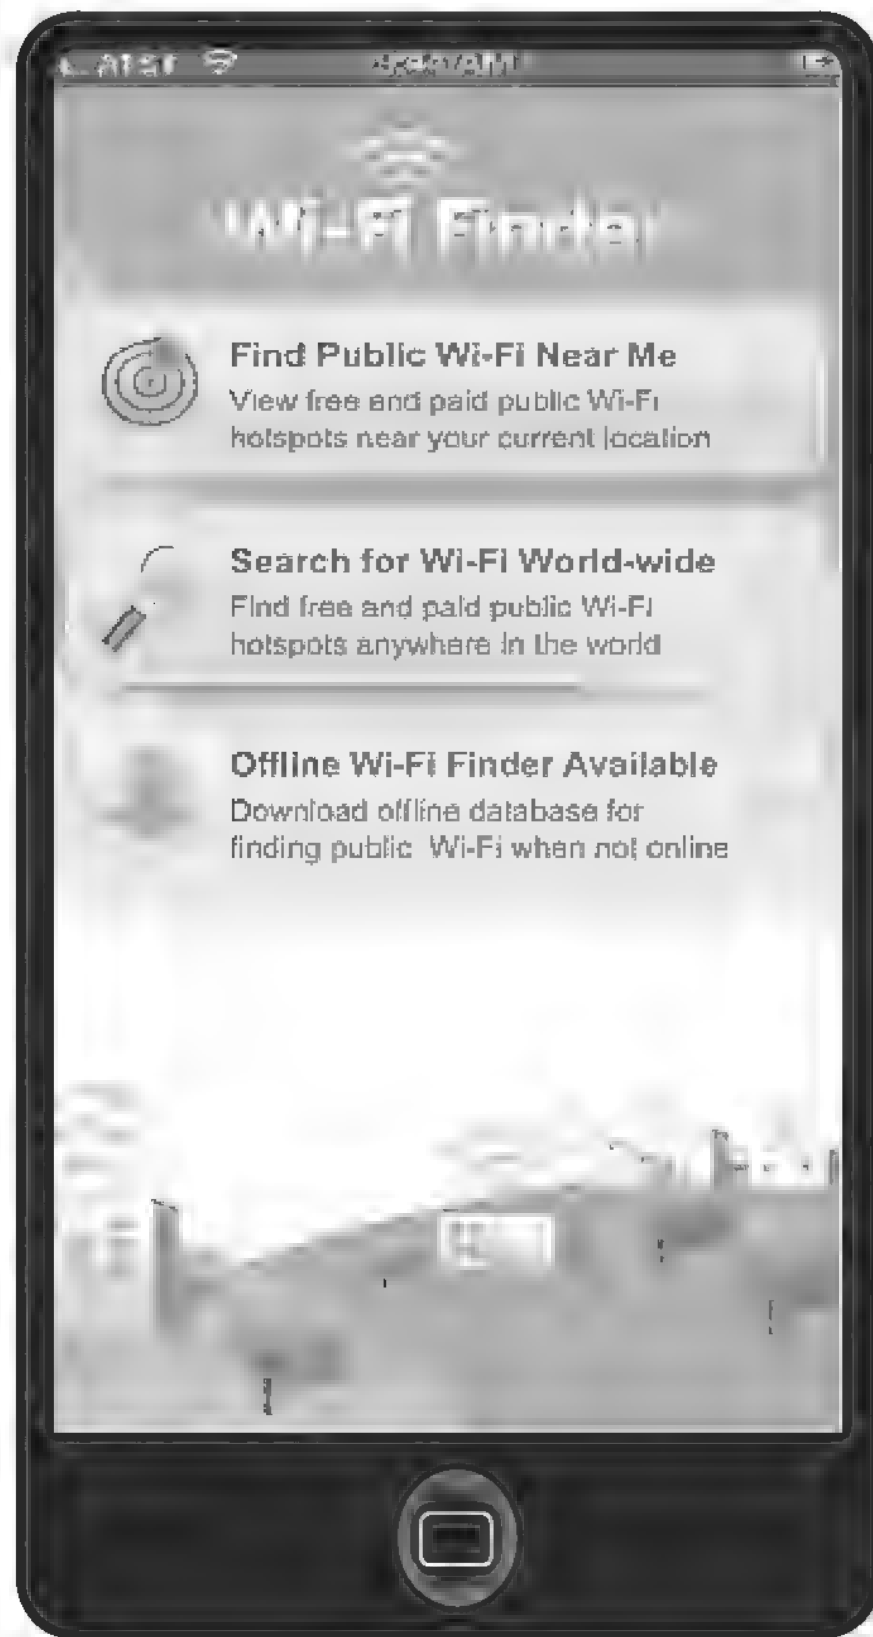 AT&T
Wi-Fi Finder
Find Public Wi-Fi Near Me
View free and paid public Wi-Fi
hotspots near your current location
Search for Wi-Fi World-wide
Find free and paid public Wi-Fi
hotspots anywhere in the world
Offline Wi-Fi Finder Available
Download offline database for
finding public Wi-Fi when not online